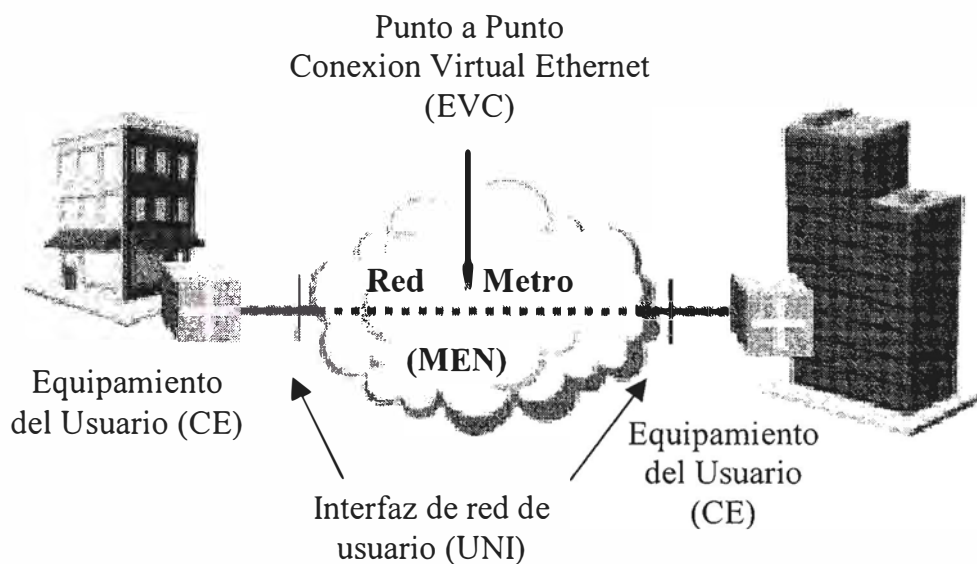 Punto a Punto
Conexion Virtual Ethernet
(EVC)
Red Metro
(MEN)
Equipamiento
del Usuario (CE)
Equipamiento
del Usuario
(CE)
Interfaz de red de
usuario (UNI)